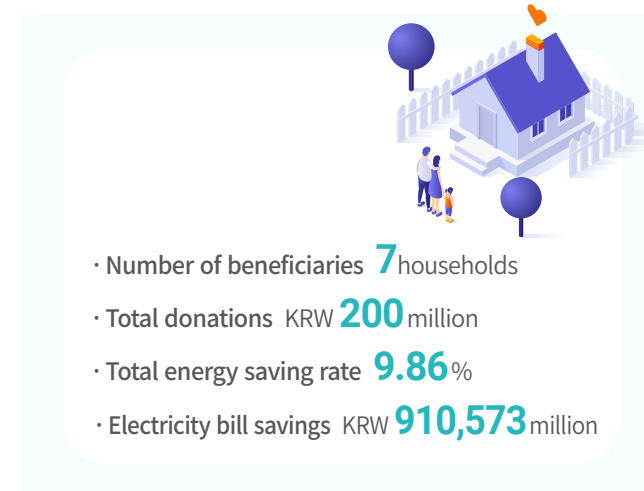 · Number of beneficiaries 7 households
· Total donations KRW 200 million
· Total energy saving rate 9.86 %
· Electricity bill savings KRW 910,573 million